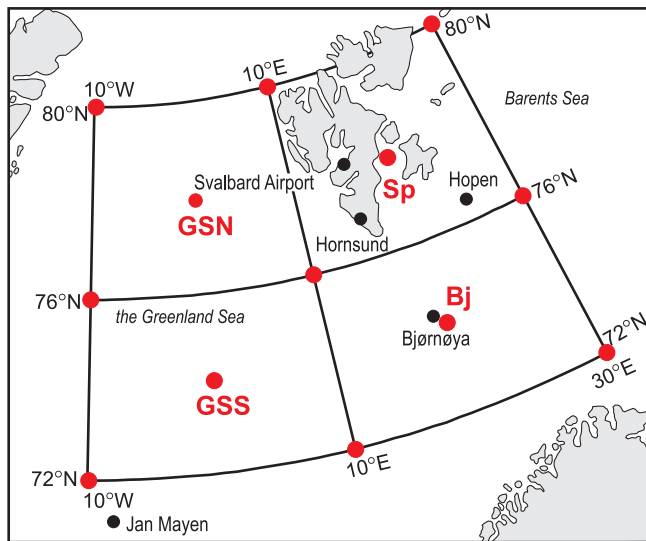 80°N
10°W
10°E
80°N
Barents Sea
Svalbard Airport
Sp
Hopen
GSN
76°N
Hornsund
76°N
the Greenland Sea
Bj
Bjørnøya
72°N
30°E
GSS
10°E
72°N
10°W
Jan Mayen